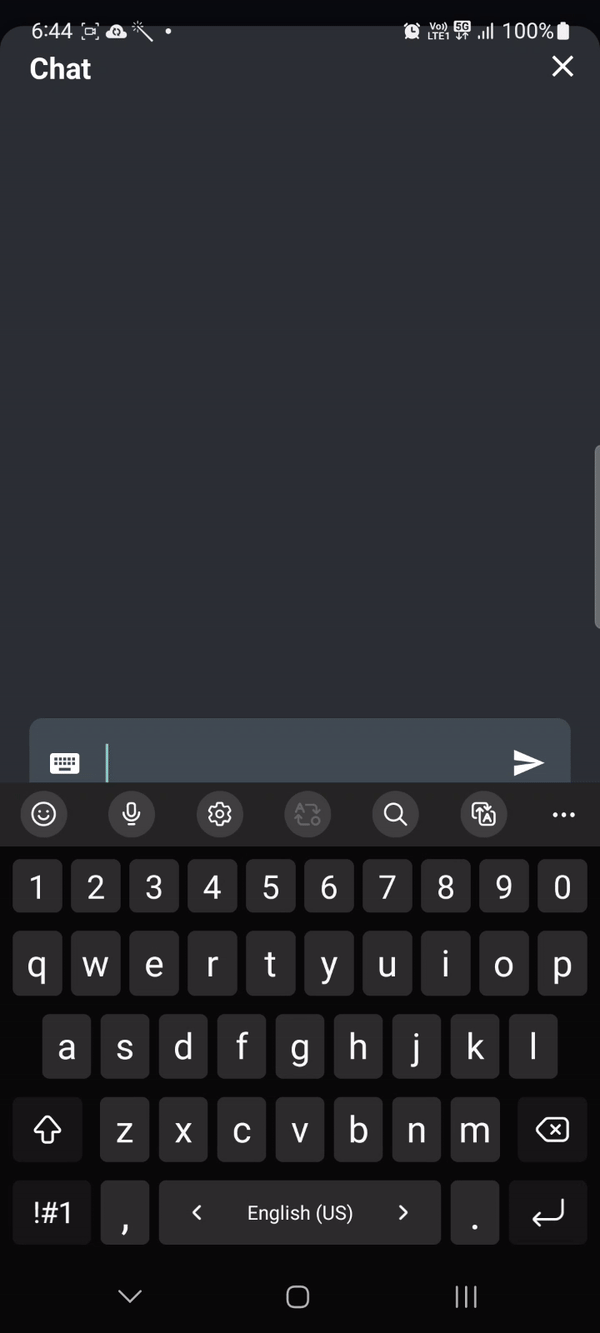 6:44 Vo)) LTE1 5G 100%
Chat
1 2 3 4 5 6 7 8 9 0
q w e r t y u i o p
a s d f g h j k l
z x c v b n m
!#1 , < English (US) > .